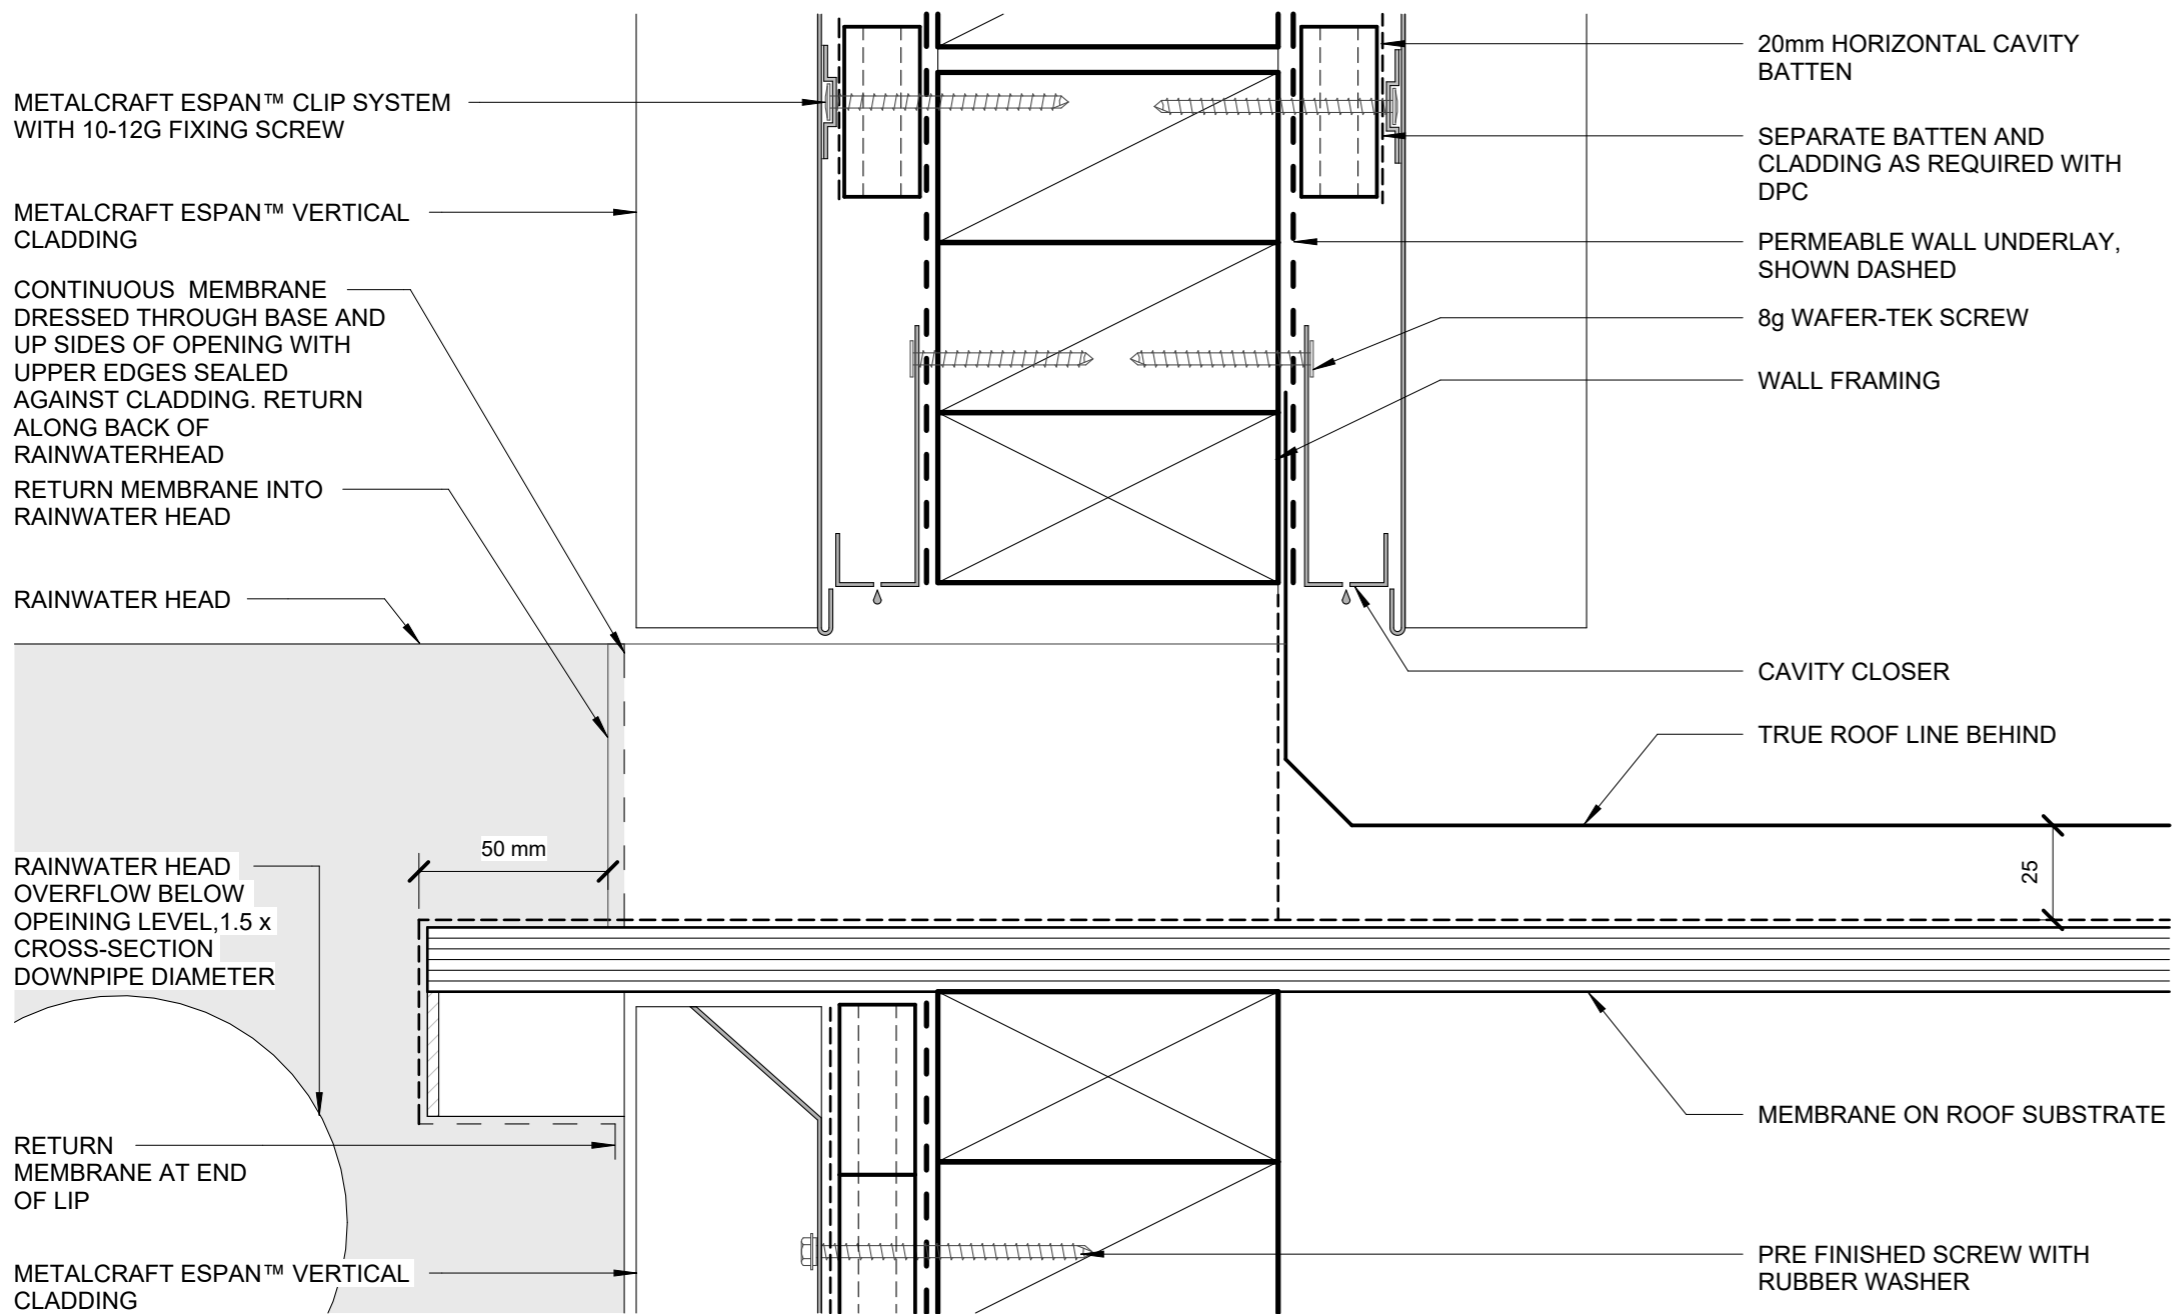 METALCRAFT ESPAN™ CLIP SYSTEM
WITH 10-12G FIXING SCREW
METALCRAFT ESPAN™ VERTICAL
CLADDING
CONTINUOUS MEMBRANE
DRESSED THROUGH BASE AND
UP SIDES OF OPENING WITH
UPPER EDGES SEALED
AGAINST CLADDING. RETURN
ALONG BACK OF
RAINWATERHEAD
RETURN MEMBRANE INTO
RAINWATER HEAD
RAINWATER HEAD
50 mm
RAINWATER HEAD
OVERFLOW BELOW
OPEINING LEVEL,1.5 x
CROSS-SECTION
DOWNPIPE DIAMETER
RETURN
MEMBRANE AT END
OF LIP
METALCRAFT ESPAN™ VERTICAL
CLADDING
20mm HORIZONTAL CAVITY
BATTEN
SEPARATE BATTEN AND
CLADDING AS REQUIRED WITH
DPC
PERMEABLE WALL UNDERLAY,
SHOWN DASHED
8g WAFER-TEK SCREW
WALL FRAMING
CAVITY CLOSER
TRUE ROOF LINE BEHIND
25
MEMBRANE ON ROOF SUBSTRATE
PRE FINISHED SCREW WITH
RUBBER WASHER